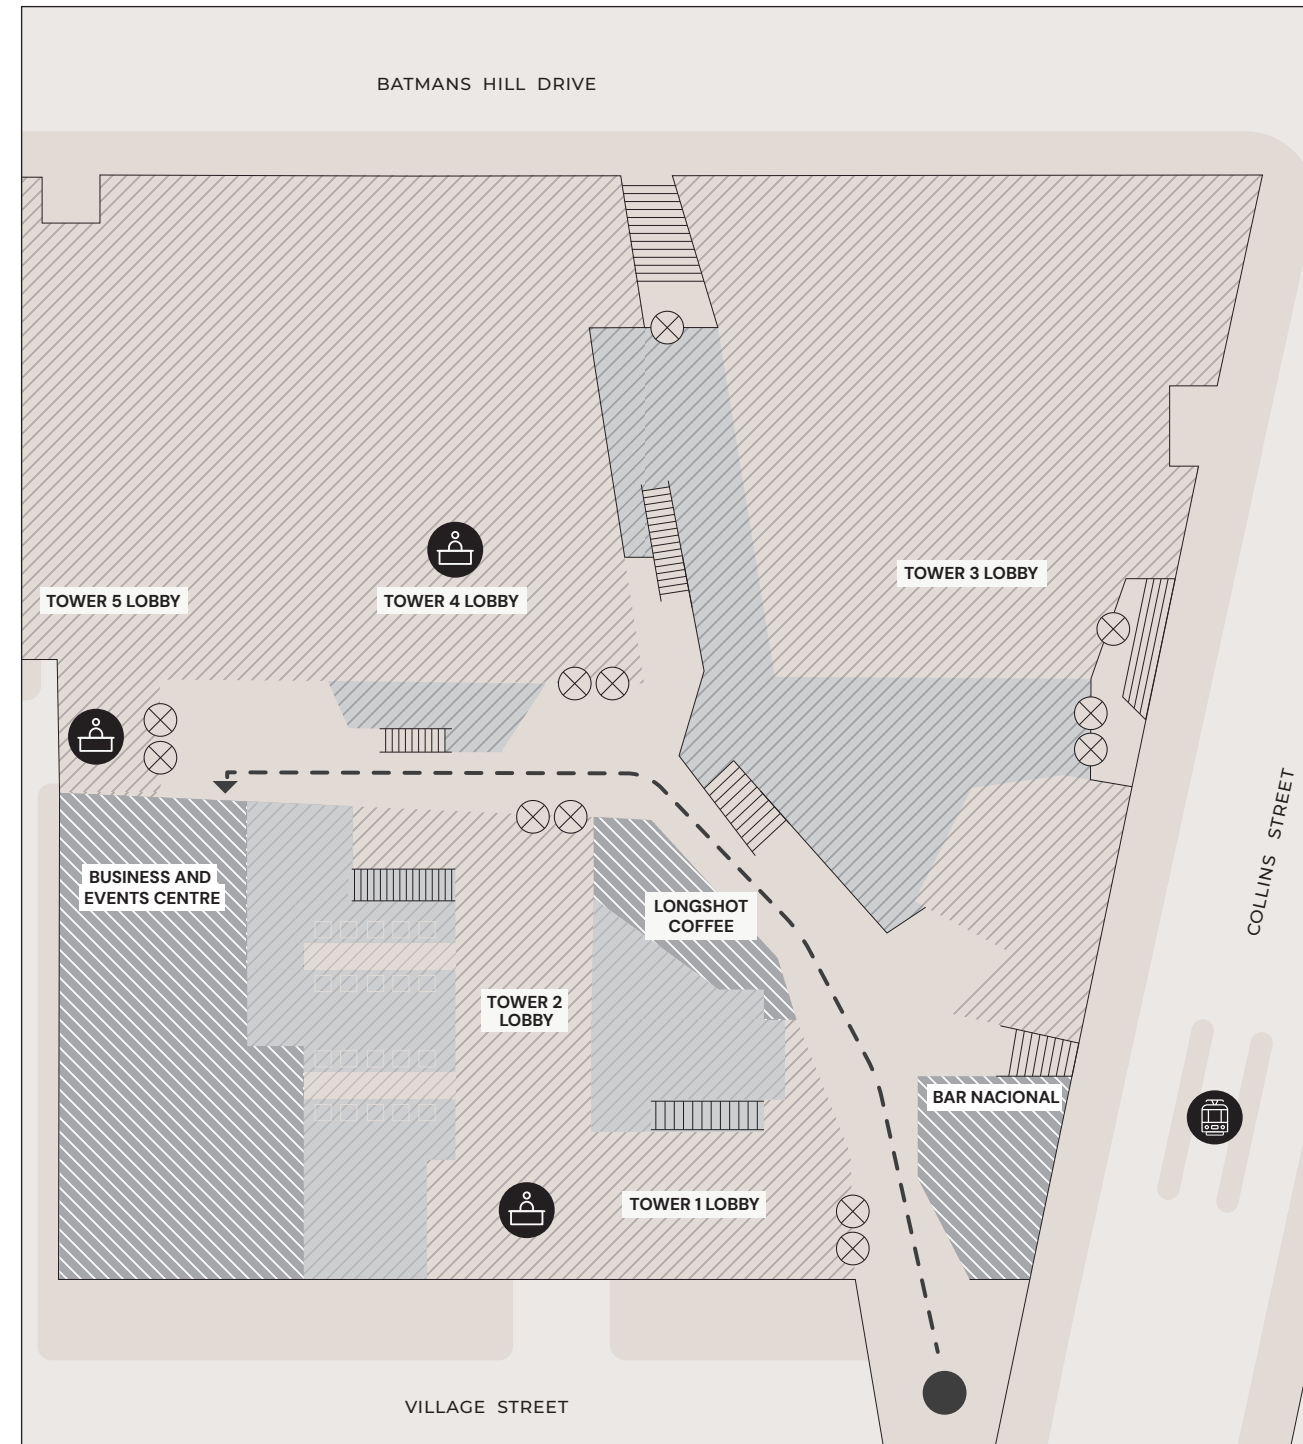 BATMANS HILL DRIVE
TOWER 3 LOBBY
TOWER 5 LOBBY
TOWER 4 LOBBY
COLLINS STREET
BUSINESS AND
EVENTS CENTRE
LONGSHOT
COFFEE
TOWER 2
LOBBY
BAR NACIONAL
TOWER 1 LOBBY
VILLAGE STREET